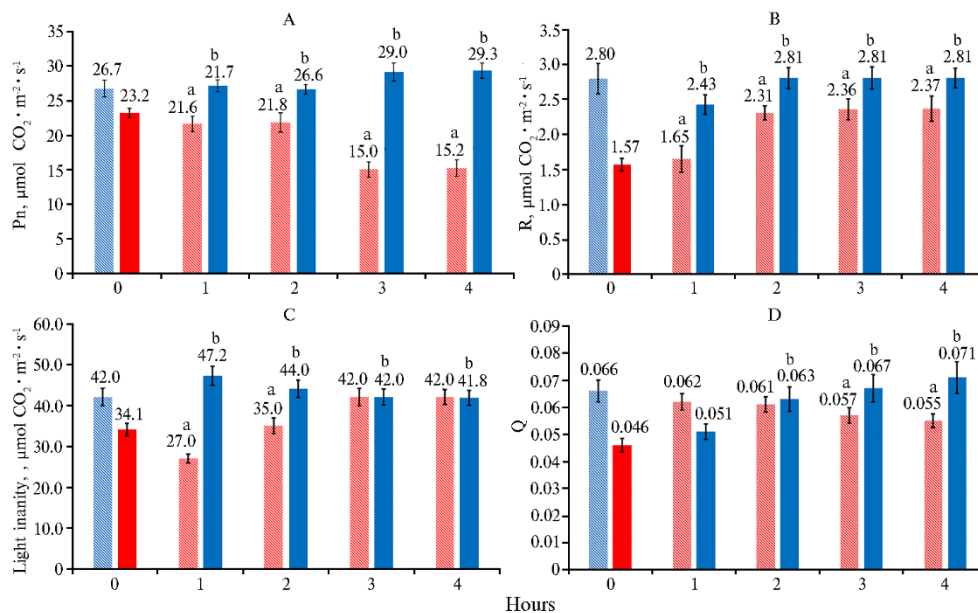 A
Pn, μmol CO₂ • m⁻² • s⁻¹
35
30
25
20
15
10
5
0
26.7
23.2
a
21.6
b
21.7
a
21.8
b
26.6
a
15.0
b
29.0
a
15.2
b
29.3
0 1 2 3 4
B
R, μmol CO₂ • m⁻² • s⁻¹
3.5
3.0
2.5
2.0
1.5
1.0
0.5
0
2.80
1.57
a
1.65
b
2.43
a
2.31
b
2.81
a
2.36
b
2.81
a
2.37
b
2.81
0 1 2 3 4
C
Light inanity, , μmol CO₂ • m⁻² • s⁻¹
60.0
50.0
40.0
30.0
20.0
10.0
0
42.0
34.1
a
27.0
b
47.2
a
35.0
b
44.0
42.0
b
42.0
42.0
b
41.8
0 1 2 3 4
D
Q
0.09
0.08
0.07
0.06
0.05
0.04
0.03
0.02
0.01
0
0.066
0.046
0.062
0.051
0.061
b
0.063
a
0.057
b
0.067
a
0.055
b
0.071
0 1 2 3 4
Hours